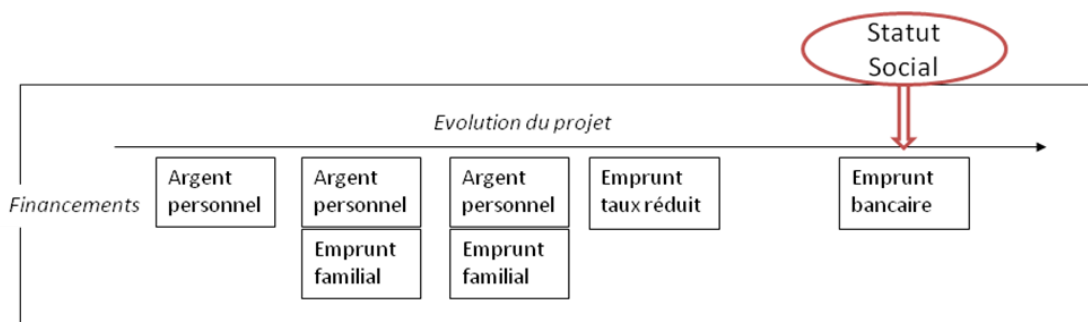 Statut
Social
Evolution du projet
Financements
Argent
personnel
Argent
personnel
Emprunt
familial
Argent
personnel
Emprunt
familial
Emprunt
taux réduit
Emprunt
bancaire